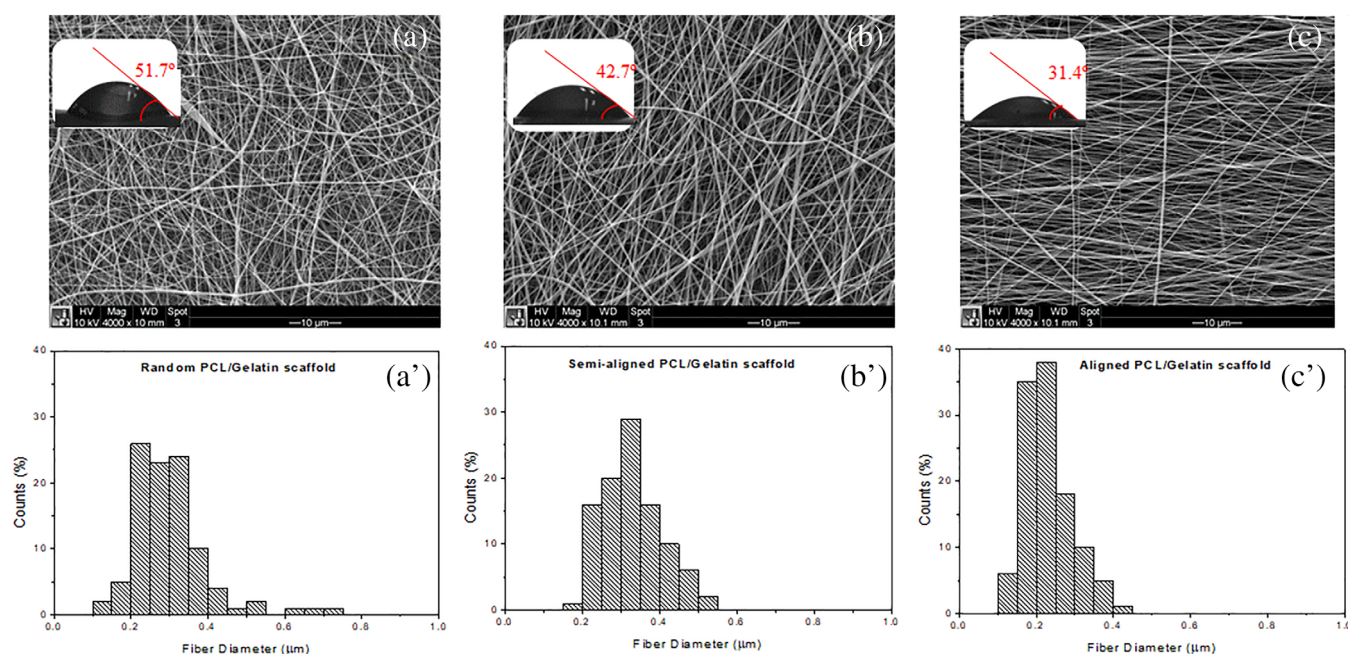 (a)
51.7°
HV Mag WD Spot
10 kV 4000 x 10 mm 3
10 µm
(b)
42.7°
HV Mag WD Spot
10 kV 4000 x 10.1 mm 3
10 µm
(c)
31.4°
HV Mag WD Spot
10 kV 4000 x 10.1 mm 3
10 µm
Random PCL/Gelatin scaffold
(a’)
Counts (%)
40
30
20
10
0
0.0 0.2 0.4 0.6 0.8 1.0
Fiber Diameter (µm)
Semi-aligned PCL/Gelatin scaffold
(b’)
Counts (%)
40
30
20
10
0
0.0 0.2 0.4 0.6 0.8 1.0
Fiber Diameter (µm)
Aligned PCL/Gelatin scaffold
(c’)
Counts (%)
40
30
20
10
0
0.0 0.2 0.4 0.6 0.8 1.0
Fiber Diameter (µm)